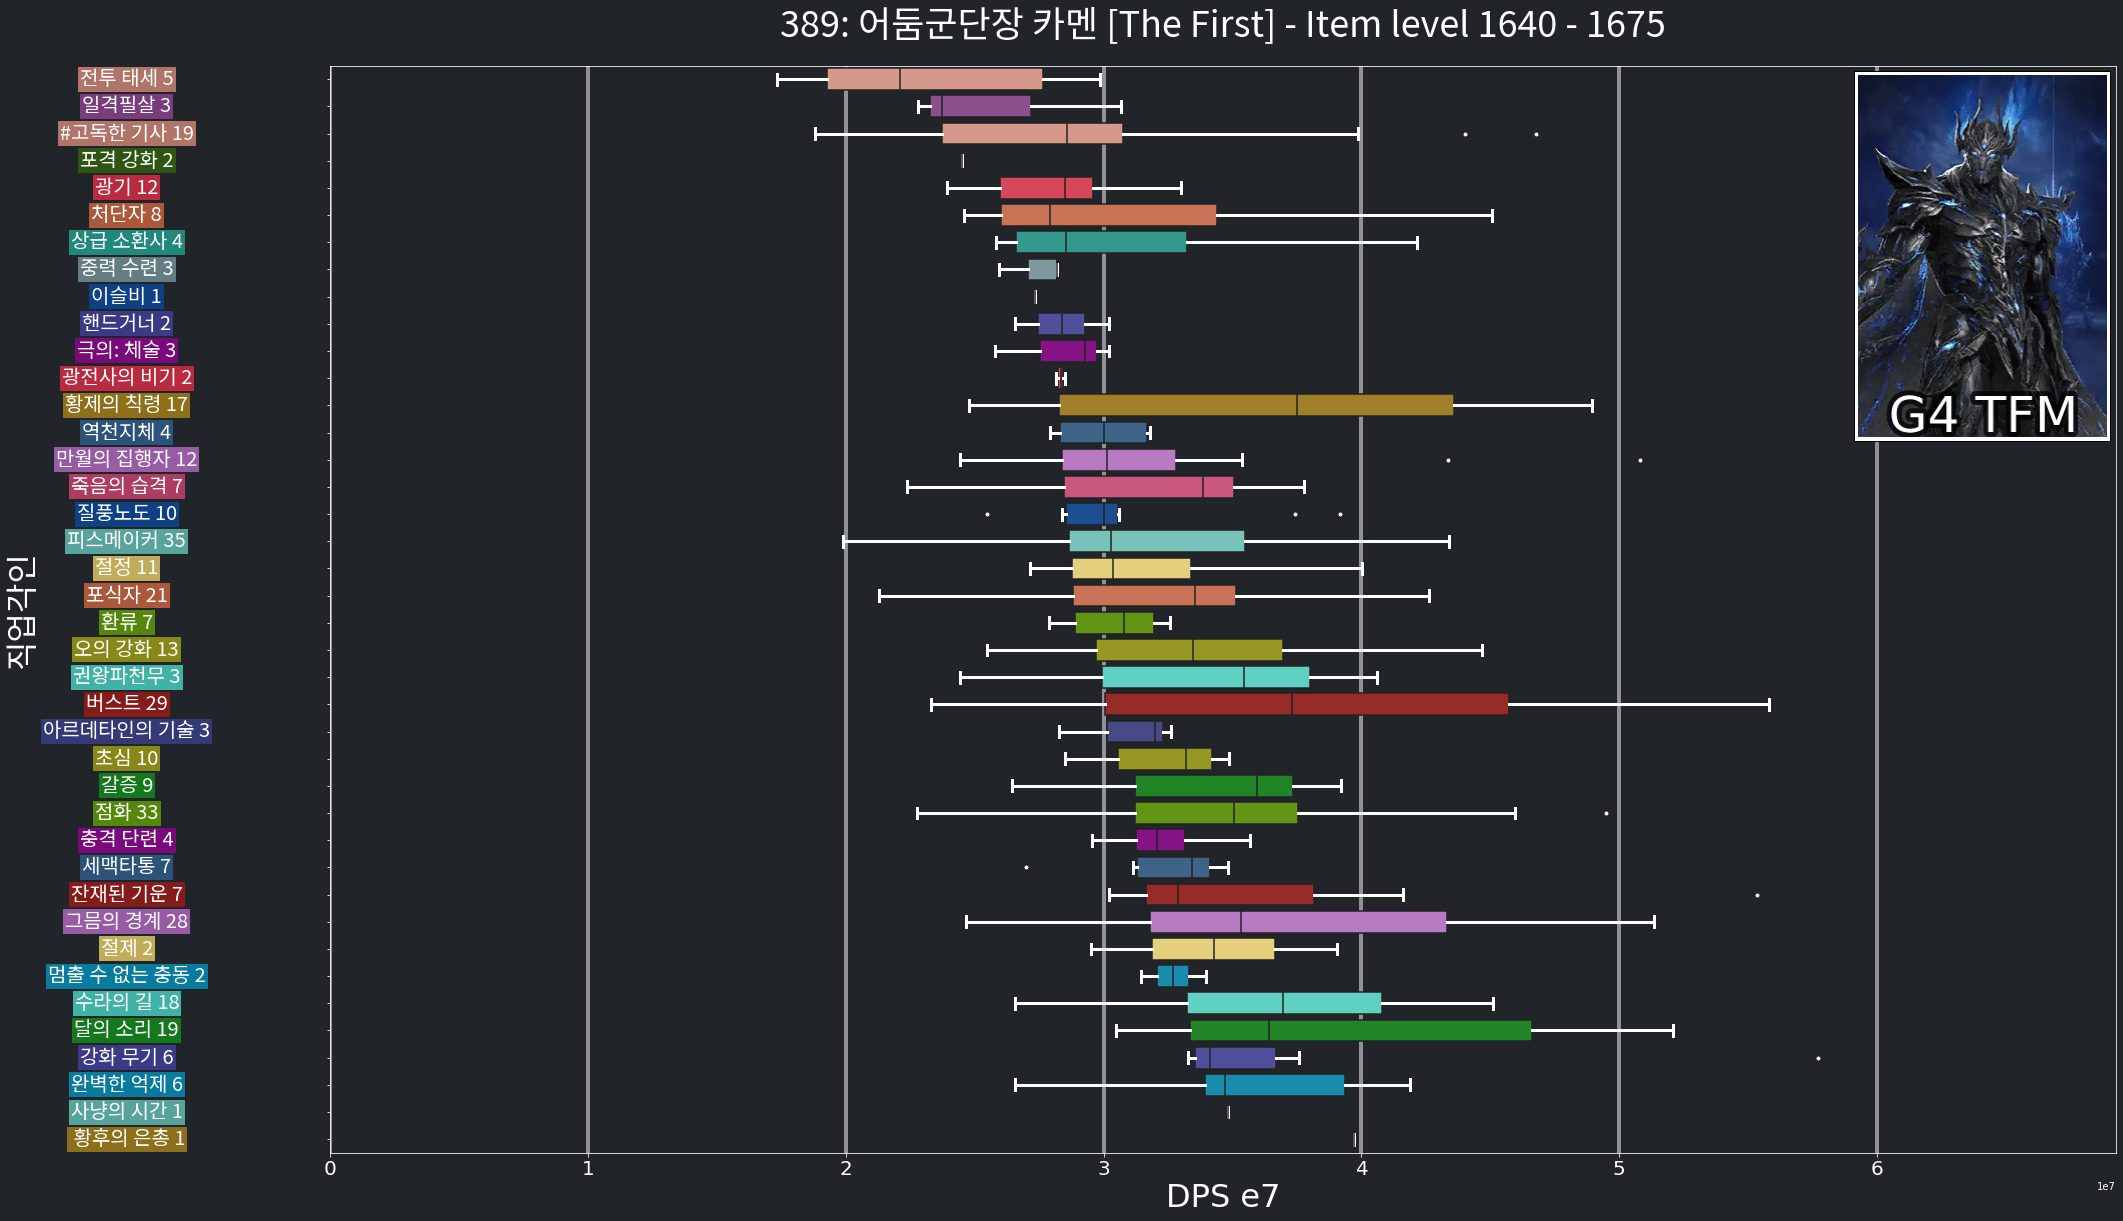 389: 어둠군단장 카멘 [The First] - Item level 1640 - 1675
직업각인
전투 태세 5
일격필살 3
#고독한 기사 19
포격 강화 2
광기 12
처단자 8
상급 소환사 4
중력 수련 3
이슬비 1
핸드거너 2
극의: 체술 3
광전사의 비기 2
황제의 칙령 17
역천지체 4
만월의 집행자 12
죽음의 습격 7
질풍노도 10
피스메이커 35
절정 11
포식자 21
환류 7
오의 강화 13
권왕파천무 3
버스트 29
아르데타인의 기술 3
초심 10
갈증 9
점화 33
충격 단련 4
세맥타통 7
잔재된 기운 7
그믐의 경계 28
절제 2
멈출 수 없는 충동 2
수라의 길 18
달의 소리 19
강화 무기 6
완벽한 억제 6
사냥의 시간 1
황후의 은총 1
G4 TFM
0 1 2 3 4 5 6
1e7
DPS e7